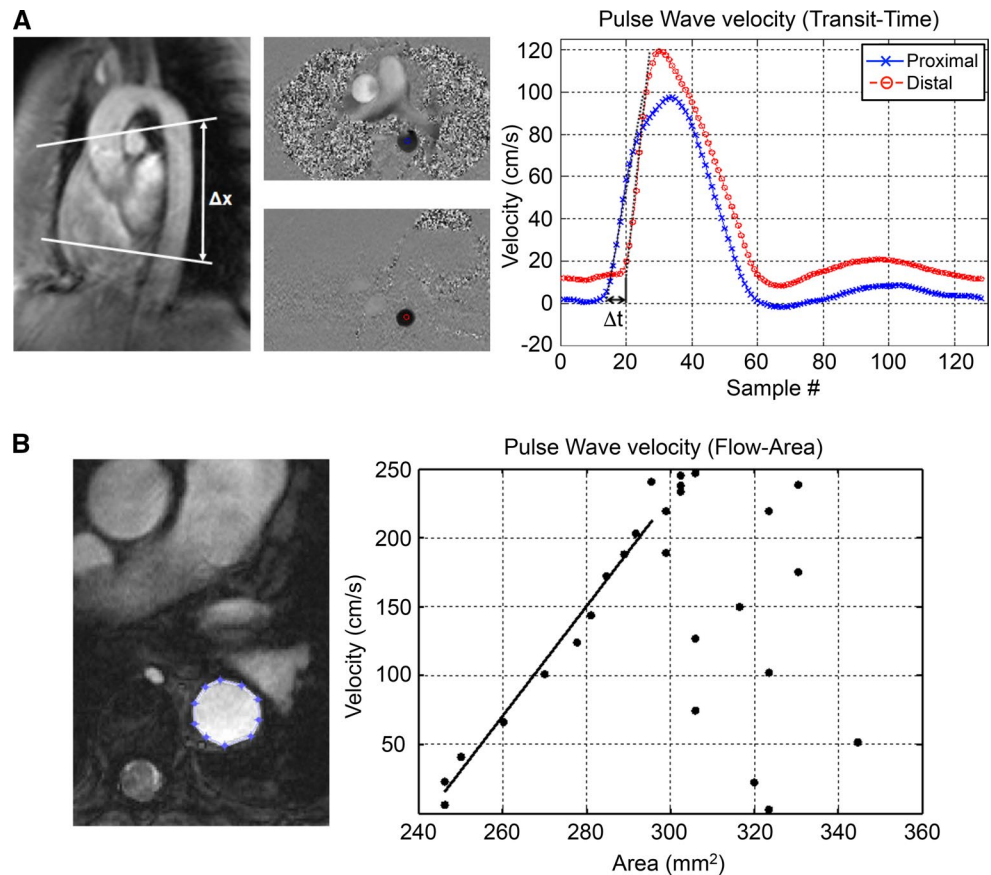 A
Δx
Pulse Wave velocity (Transit-Time)
Proximal
Distal
Velocity (cm/s)
120
100
80
60
40
20
0
-20
Δt
0 20 40 60 80 100 120
Sample #
B
Pulse Wave velocity (Flow-Area)
Velocity (cm/s)
250
200
150
100
50
240 260 280 300 320 340 360
Area (mm²)